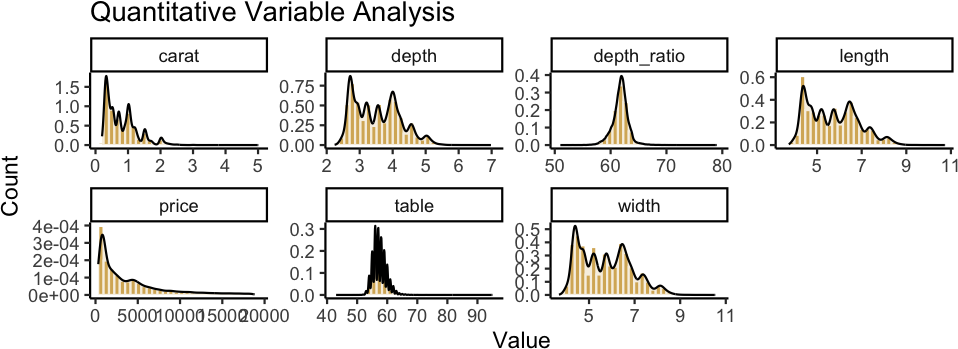 Quantitative Variable Analysis
carat depth depth_ratio length
1.5 0.75 0.4 0.6
1.0 0.50 0.3 0.4
0.5 0.25 0.2 0.2
0.0 0.00 0.1 0.0
0.0
0 1 2 3 4 5 2 3 4 5 6 7 50 60 70 80 5 7 9 11
price table width
4e-04 0.3 0.5
3e-04 0.2 0.4
2e-04 0.1 0.3
1e-04 0.0 0.2
0e+00 0.1
0.0
0 5000 10000 15000 20000 40 50 60 70 80 90 5 7 9 11
Count
Value